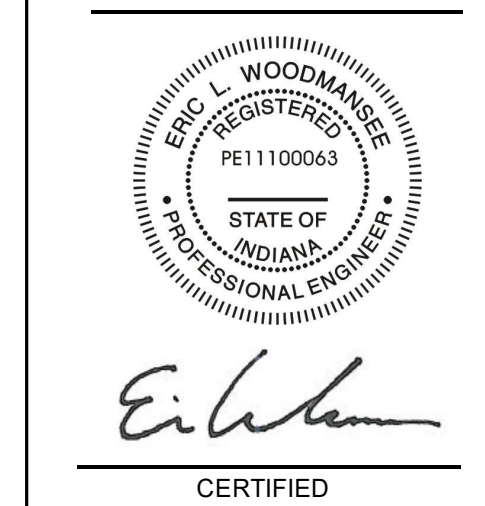 ERIC L. WOODMANSEE
REGISTERED
PE11100063
STATE OF
INDIANA
PROFESSIONAL ENGINEER
CERTIFIED